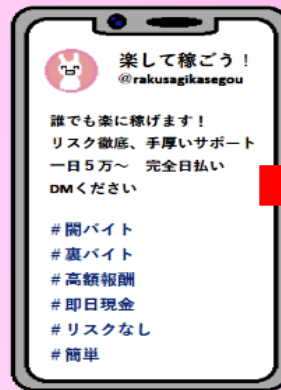 楽して稼ごう！
@rakusagikasegou
誰でも楽に稼げます！
リスク徹底、手厚いサポート
一日５万～　完全日払い
DMください
#闇バイト
#裏バイト
#高額報酬
#即日現金
#リスクなし
#簡単